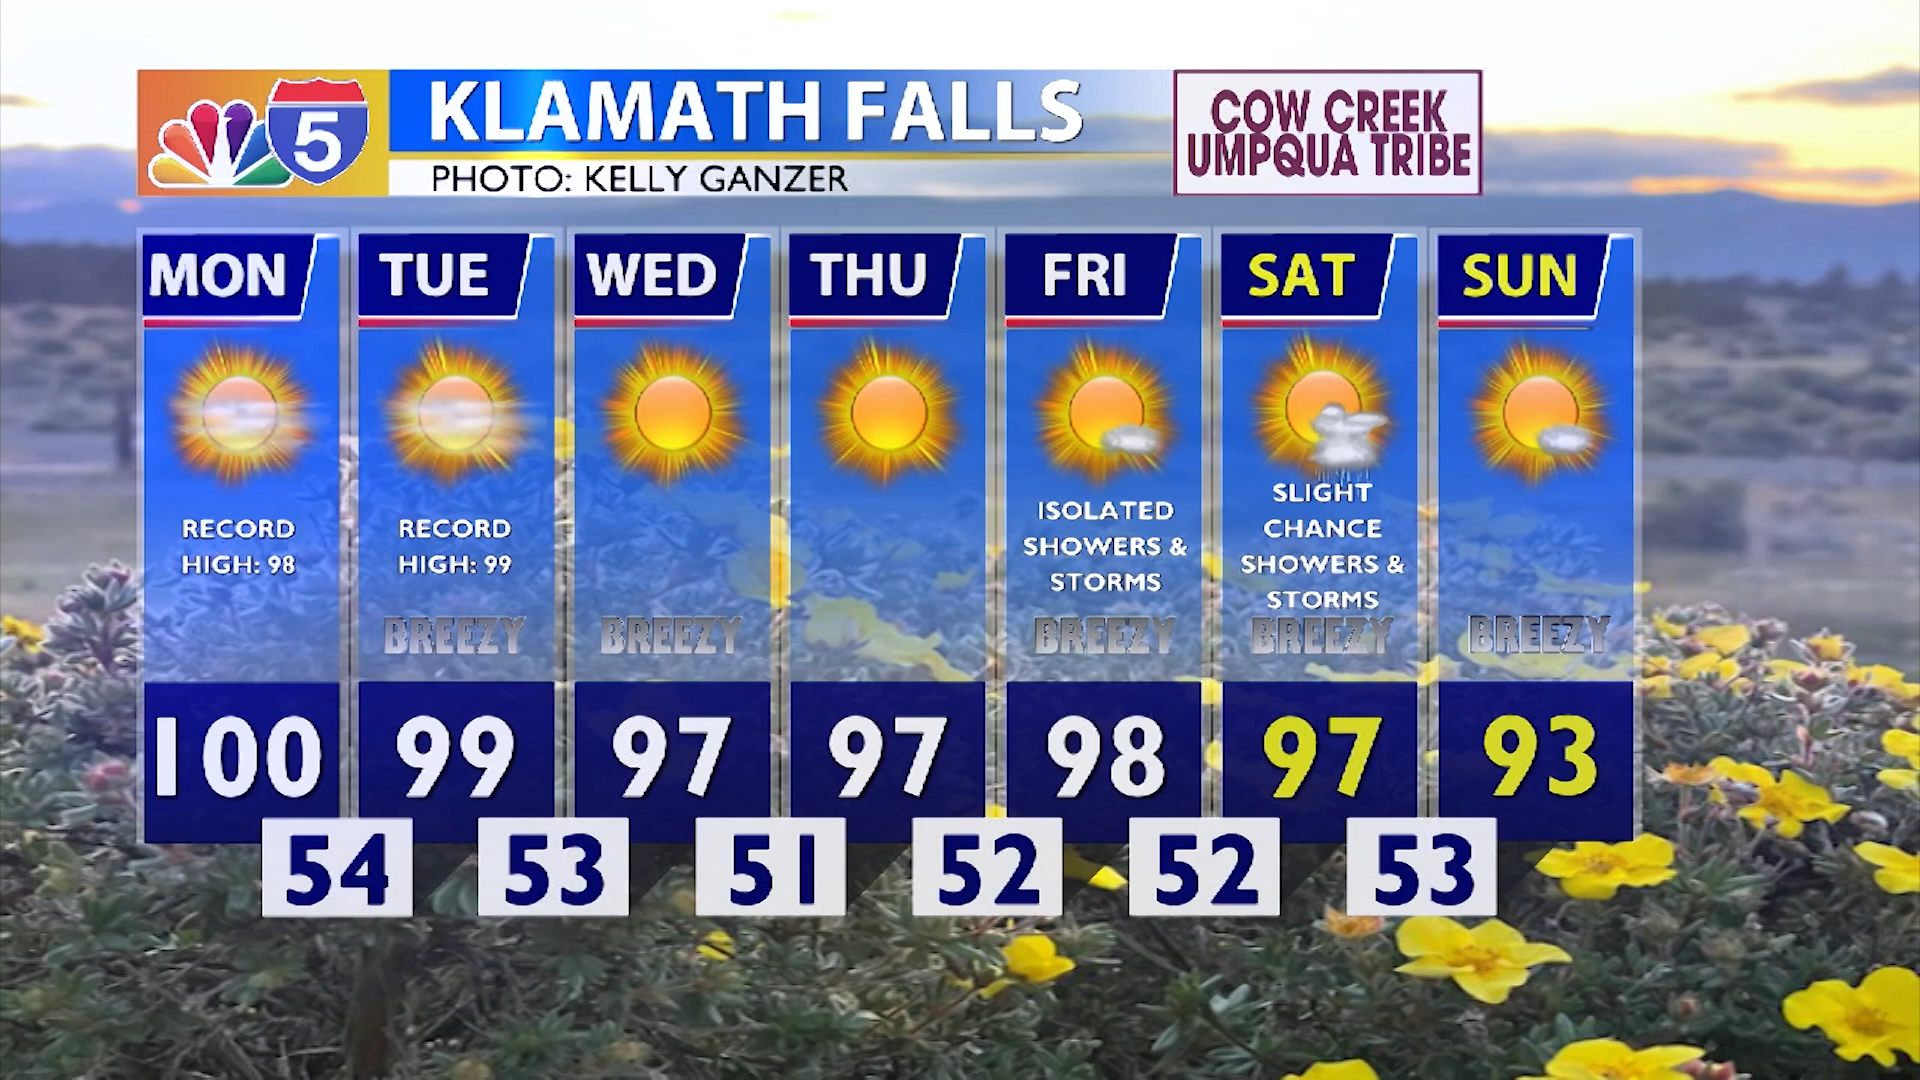 5
KLAMATH FALLS
PHOTO: KELLY GANZER
COW CREEK
UMPQUA TRIBE
MON
TUE
WED
THU
FRI
SAT
SUN
RECORD
HIGH: 98
RECORD
HIGH: 99
ISOLATED
SHOWERS &
STORMS
SLIGHT
CHANCE
SHOWERS &
STORMS
BREEZY
BREEZY
BREEZY
BREEZY
BREEZY
100
99
97
97
98
97
93
54
53
51
52
52
53